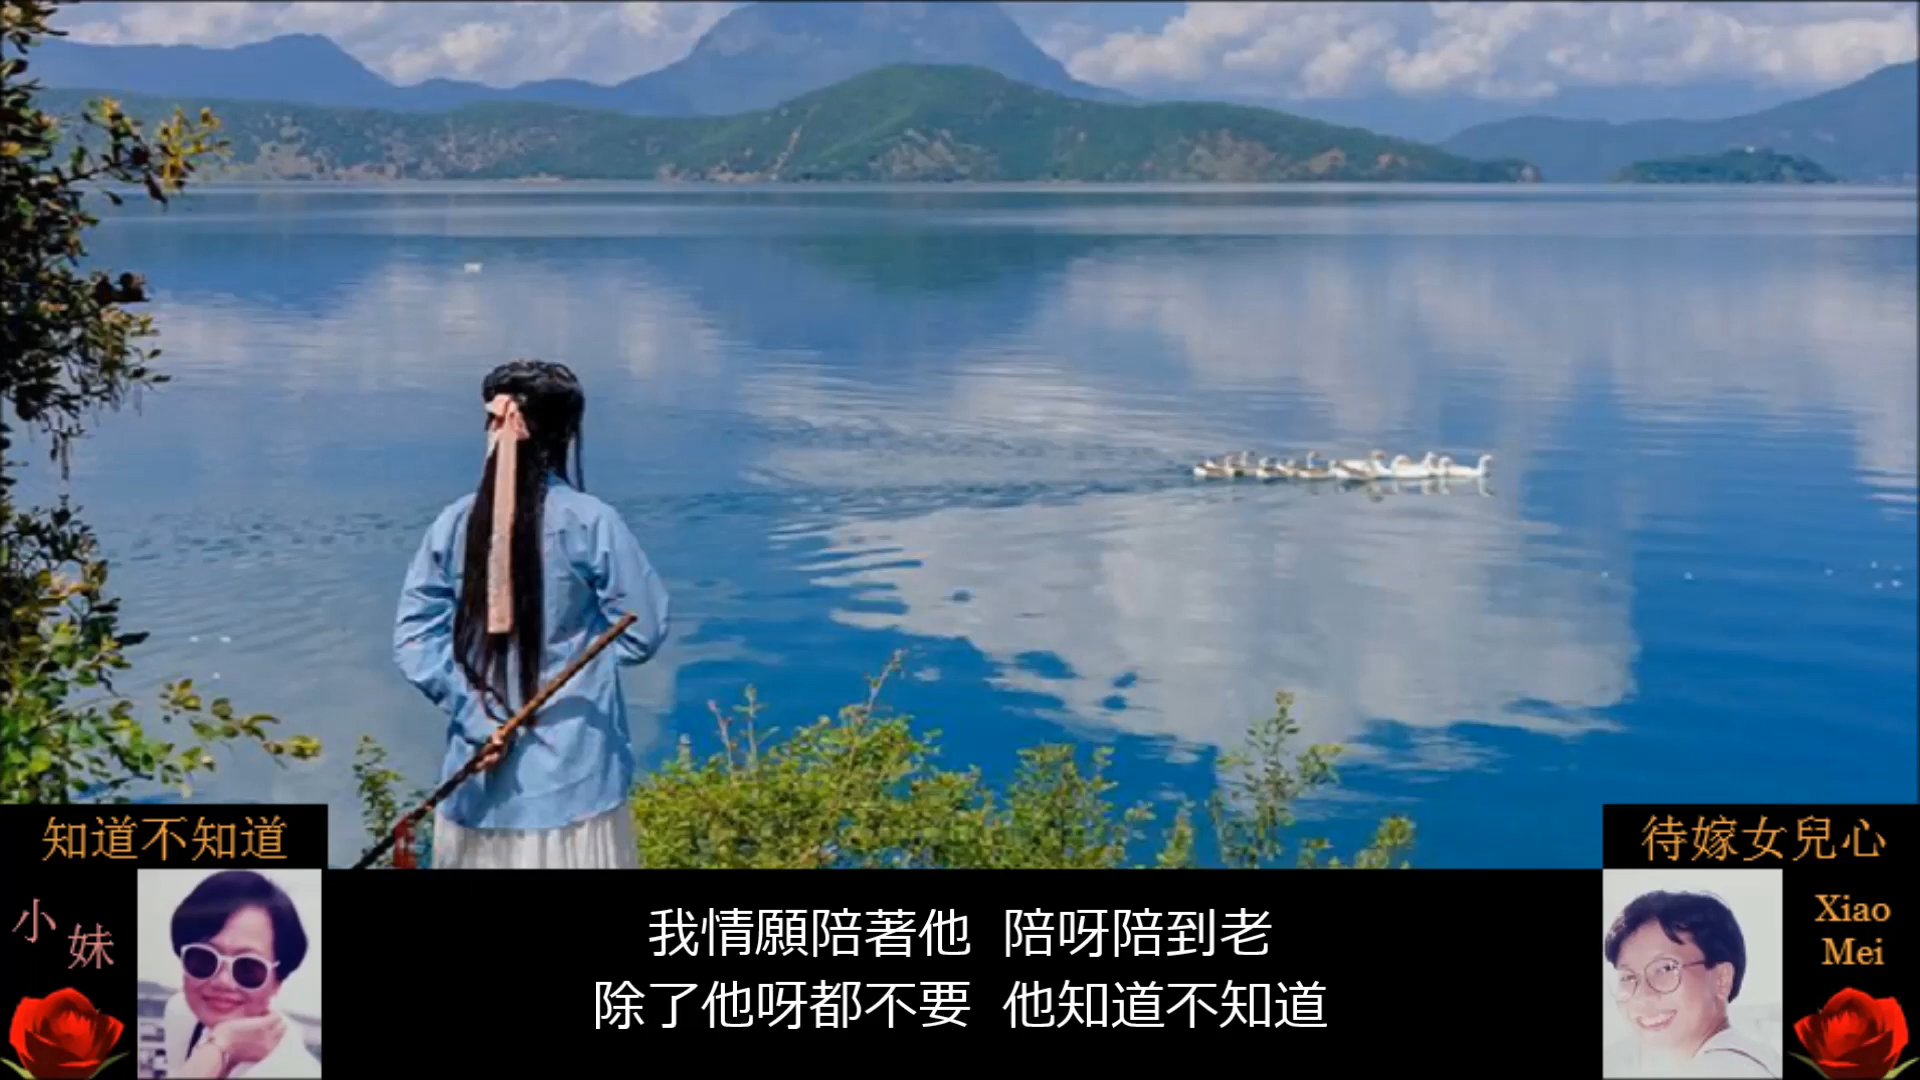 知道不知道
小妹
待嫁女兒心
Xiao
Mei
我情願陪著他 陪呀陪到老
除了他呀都不要 他知道不知道